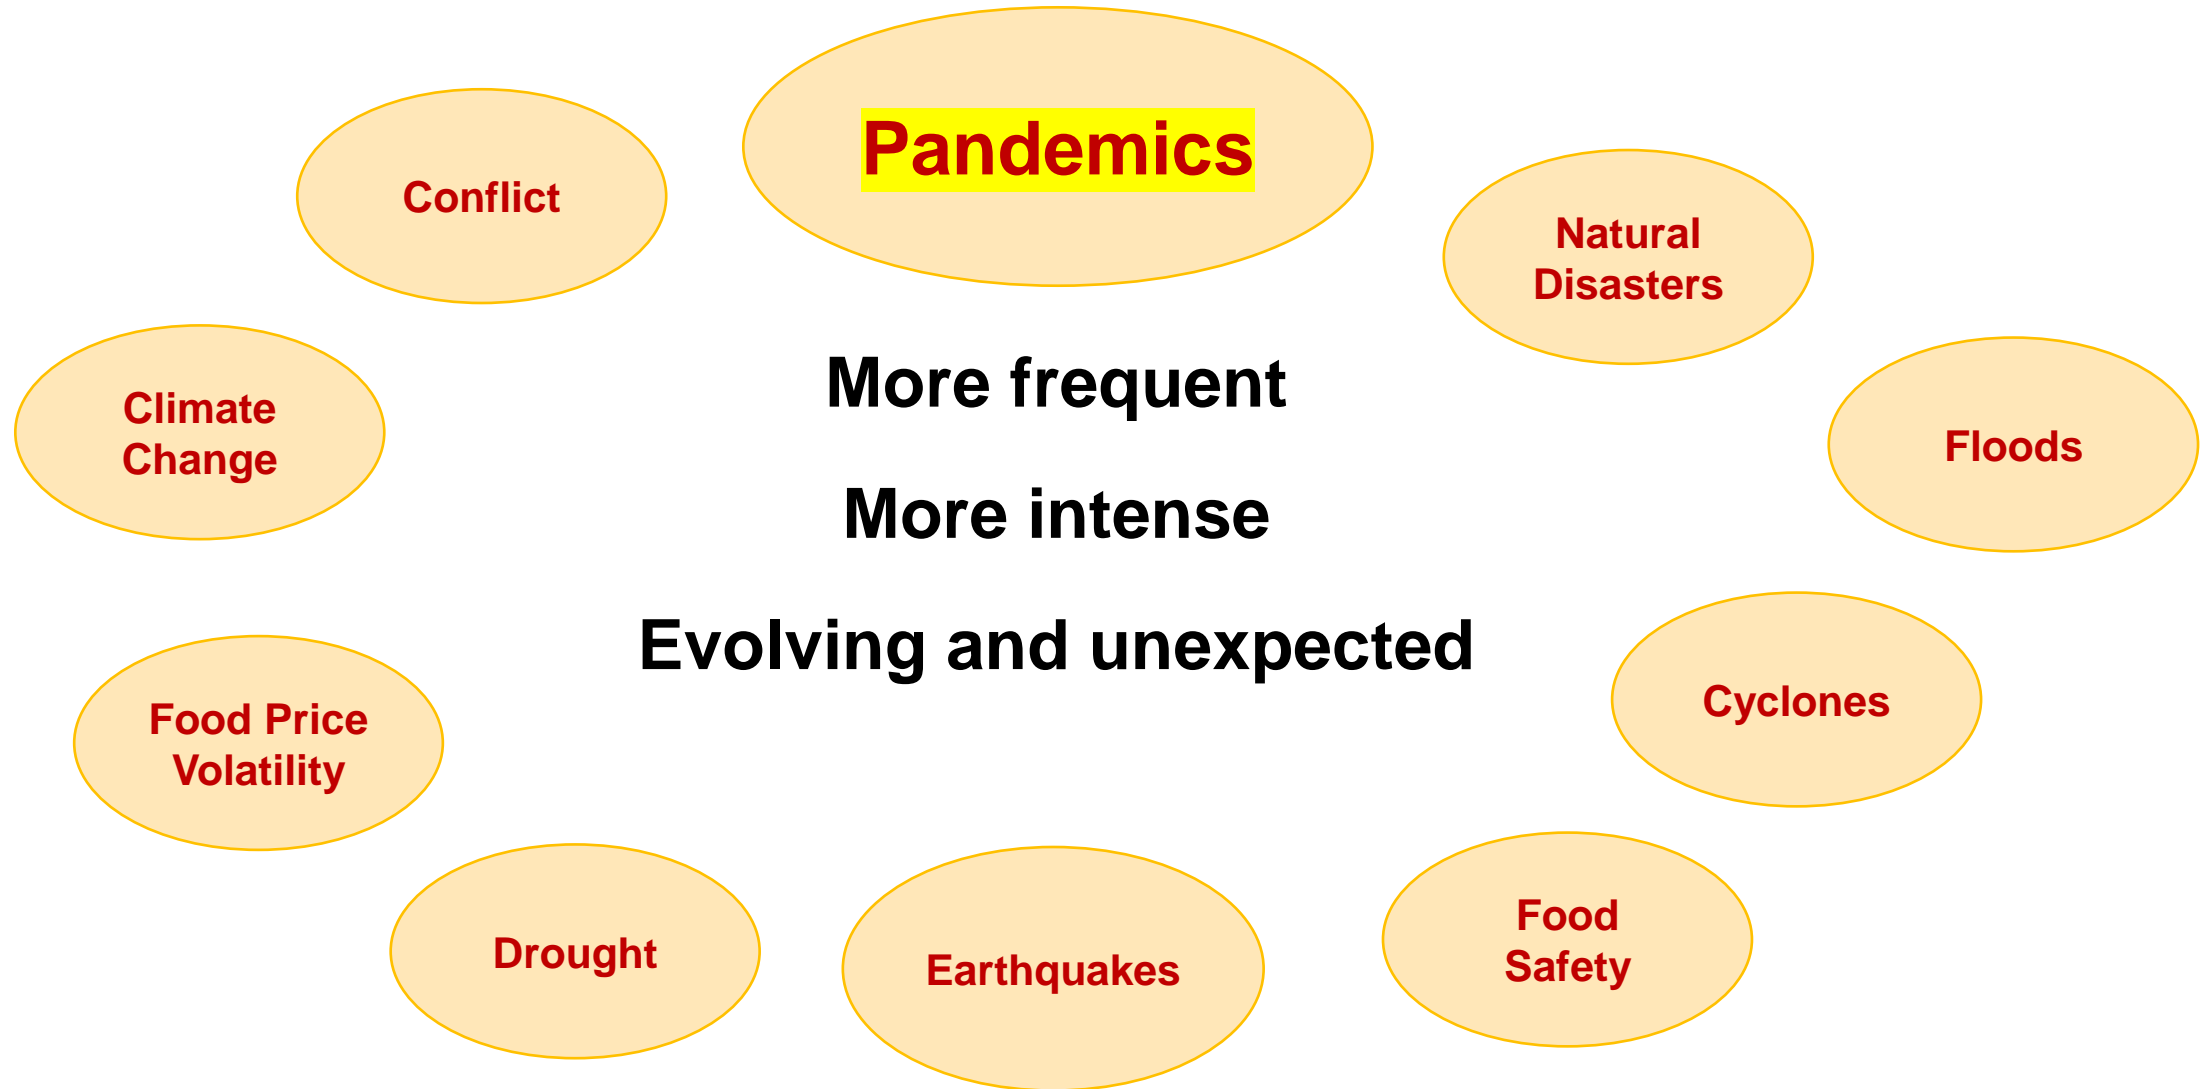 Pandemics
Conflict
Natural
Disasters
Climate
Change
More frequent
Floods
More intense
Evolving and unexpected
Food Price
Volatility
Cyclones
Drought
Earthquakes
Food
Safety